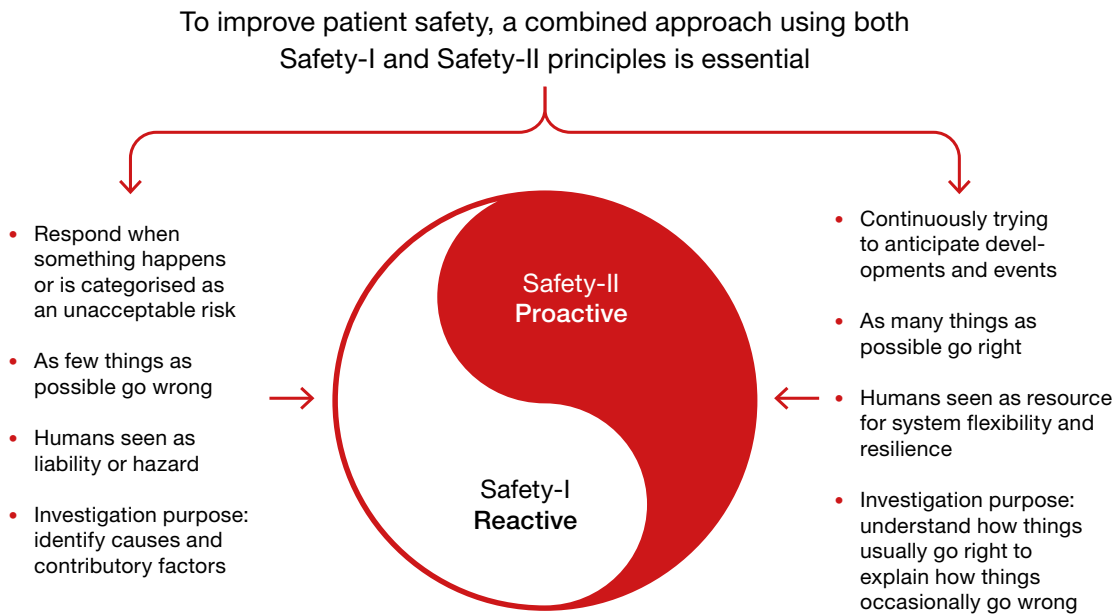 To improve patient safety, a combined approach using both
Safety-I and Safety-II principles is essential
• Respond when
something happens
or is categorised as
an unacceptable risk
• As few things as
possible go wrong
• Humans seen as
liability or hazard
• Investigation purpose:
identify causes and
contributory factors
Safety-II
Proactive
Safety-I
Reactive
• Continuously trying
to anticipate devel-
opments and events
• As many things as
possible go right
• Humans seen as resource
for system flexibility and
resilience
• Investigation purpose:
understand how things
usually go right to
explain how things
occasionally go wrong